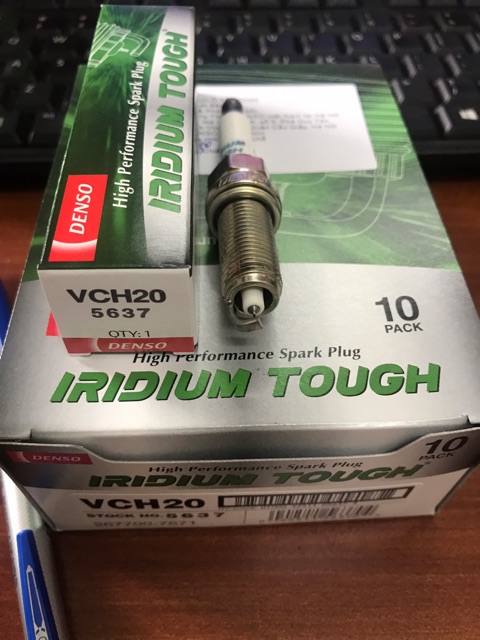 High Performance Spark Plug
IRIDIUM TOUGH
DENSO
VCH20
5637
QTY: 1
DENSO
10
PACK
High Performance Spark Plug
IRIDIUM TOUGH
DENSO
10
PACK
High Performance Spark Plug
IRIDIUM TOUGH®
VCH20
STOCK NO. 5637